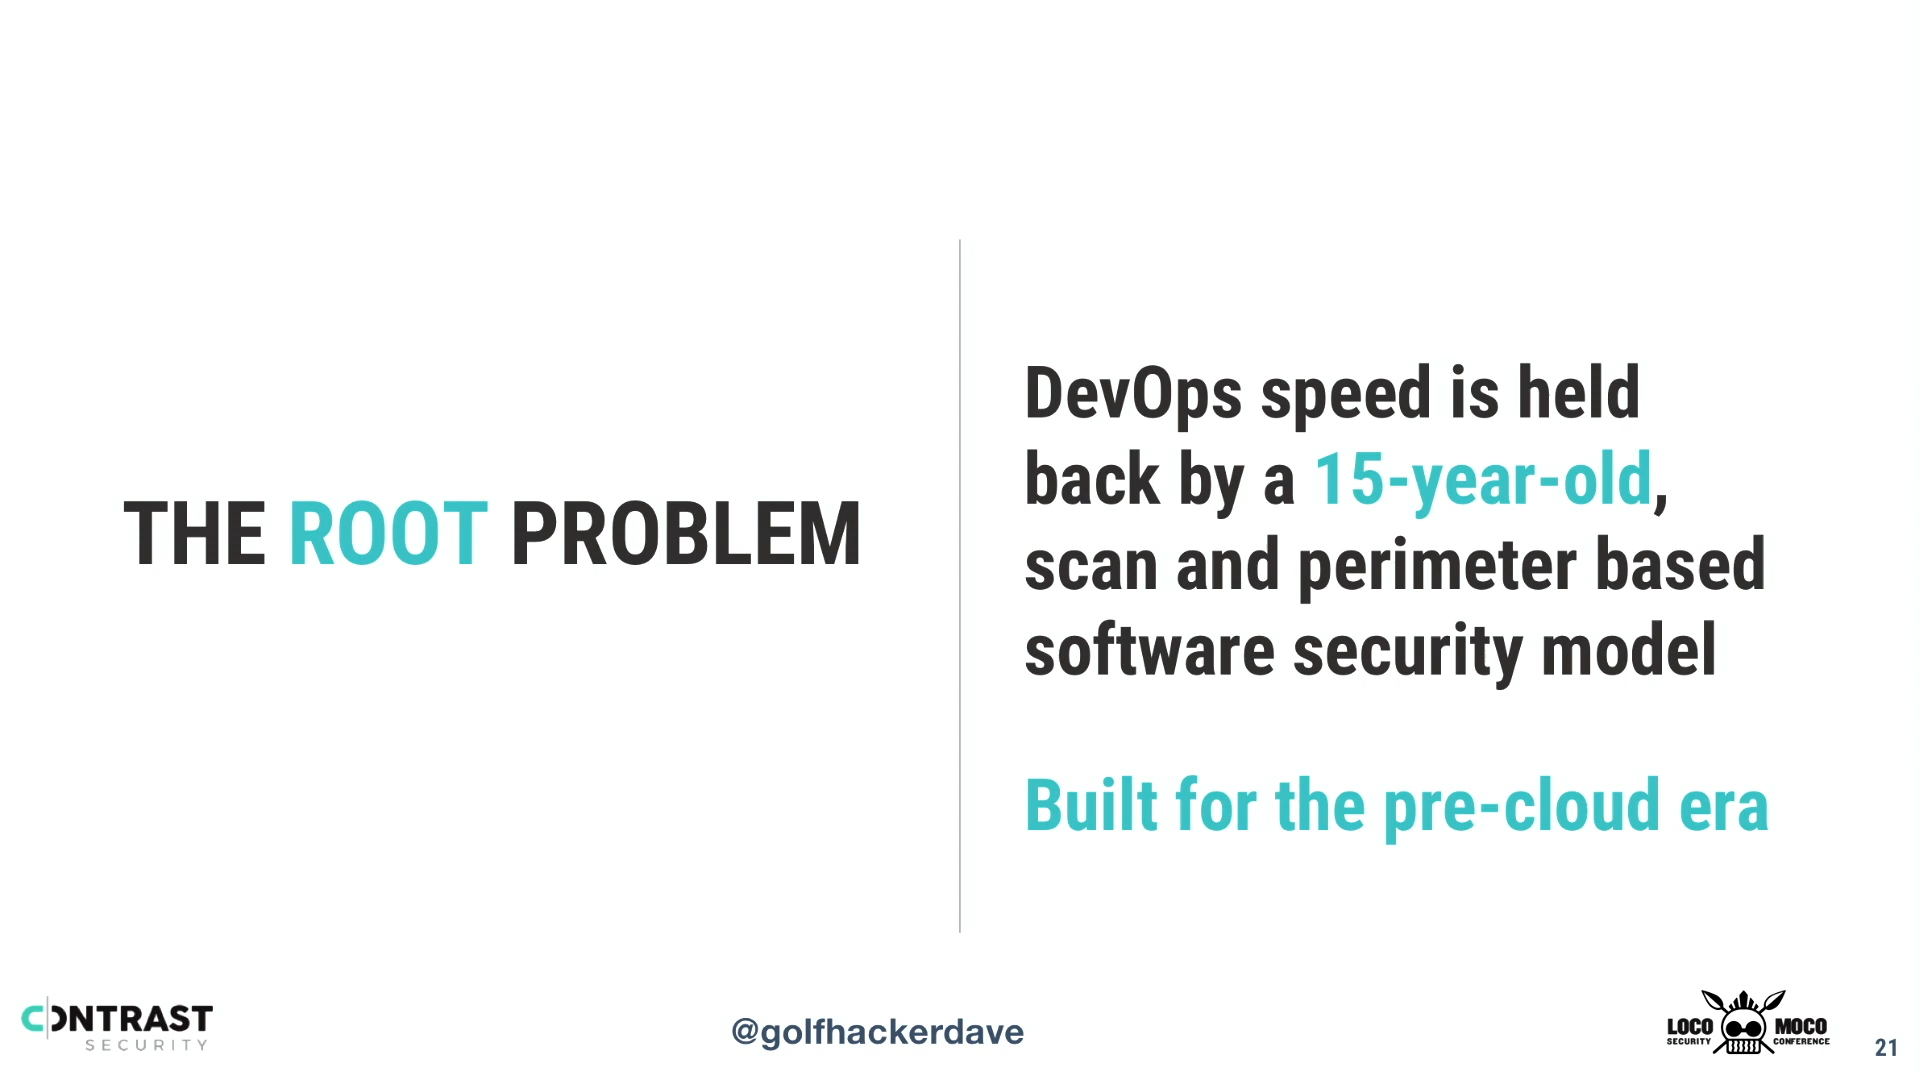 THE ROOT PROBLEM
DevOps speed is held
back by a 15-year-old,
scan and perimeter based
software security model
Built for the pre-cloud era
CONTRAST
SECURITY
@golfhackerdave
LOCO MOCO
SECURITY CONFERENCE
21